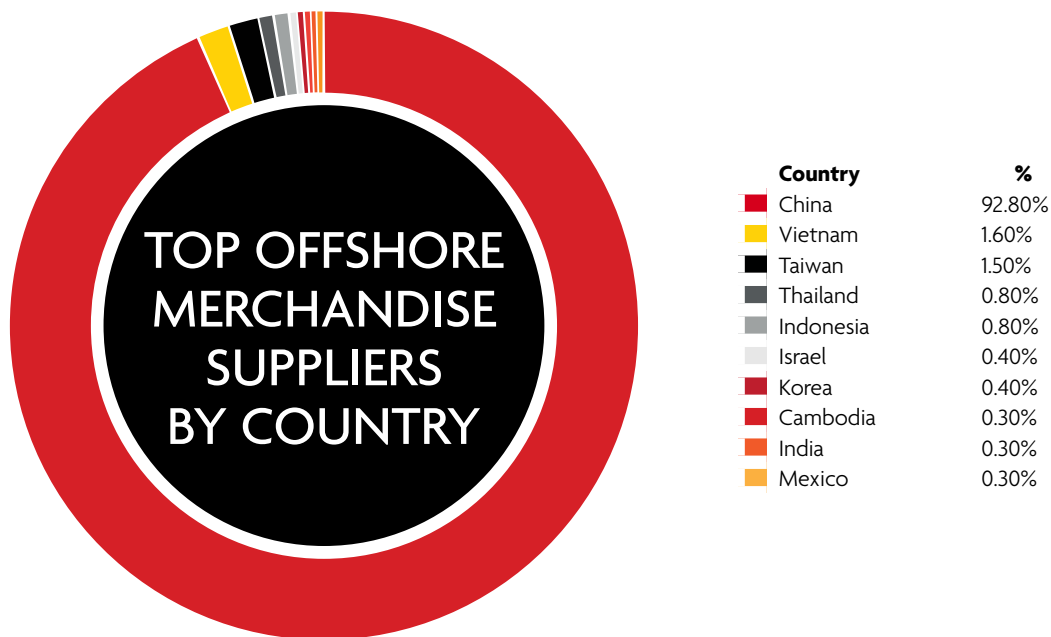 TOP OFFSHORE
MERCHANDISE
SUPPLIERS
BY COUNTRY
Country %
China 92.80%
Vietnam 1.60%
Taiwan 1.50%
Thailand 0.80%
Indonesia 0.80%
Israel 0.40%
Korea 0.40%
Cambodia 0.30%
India 0.30%
Mexico 0.30%